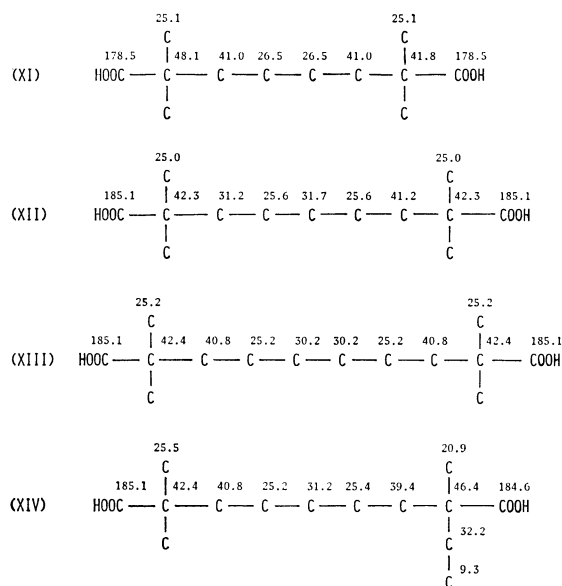 25.1 25.1
C C
178.5 48.1 41.0 26.5 26.5 41.0 41.8 178.5
(XI) HOOC — C — C — C — C — C — C — COOH
C C
25.0 25.0
C C
185.1 42.3 31.2 25.6 31.7 25.6 41.2 42.3 185.1
(XII) HOOC — C — C — C — C — C — C — C — COOH
C C
25.2 25.2
C C
185.1 42.4 40.8 25.2 30.2 30.2 25.2 40.8 42.4 185.1
(XIII) HOOC — C — C — C — C — C — C — C — C — COOH
C C
25.5 20.9
C C
185.1 42.4 40.8 25.2 31.2 25.4 39.4 46.4 184.6
(XIV) HOOC — C — C — C — C — C — C — C — COOH
C C
32.2
C
9.3